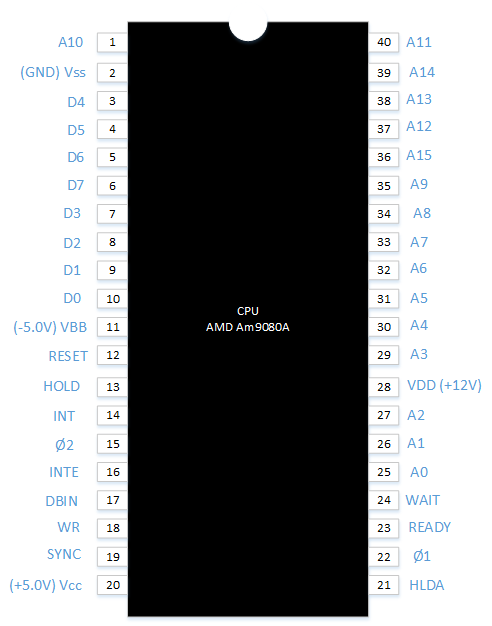 A10 1 40 A11
(GND) Vss 2 39 A14
D4 3 38 A13
D5 4 37 A12
D6 5 36 A15
D7 6 35 A9
D3 7 34 A8
D2 8 33 A7
D1 9 32 A6
D0 10 31 A5
CPU
AMD Am9080A
(-5.0V) VBB 11 30 A4
RESET 12 29 A3
HOLD 13 28 VDD (+12V)
INT 14 27 A2
Ø2 15 26 A1
INTE 16 25 A0
DBIN 17 24 WAIT
WR 18 23 READY
SYNC 19 22 Ø1
(+5.0V) Vcc 20 21 HLDA